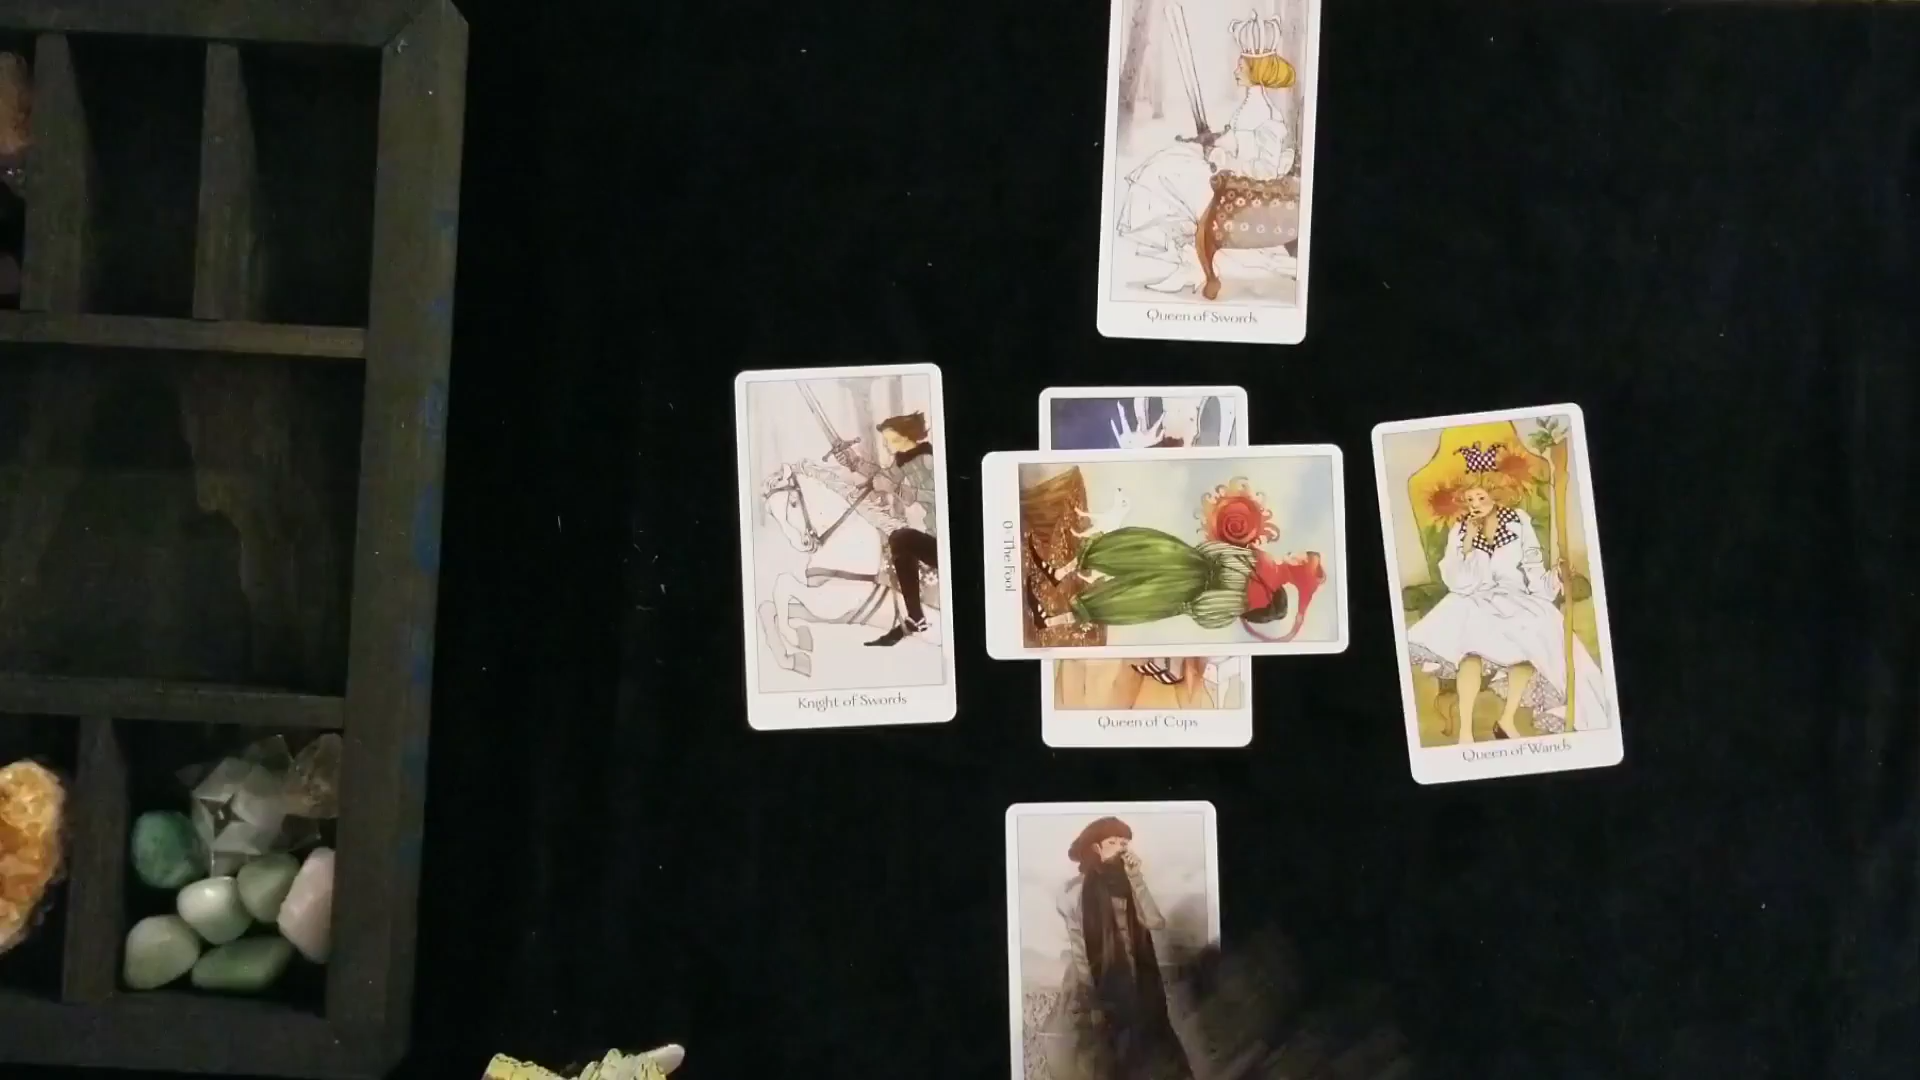 Queen of Swords
Knight of Swords
0 · The Fool
Queen of Cups
Queen of Wands